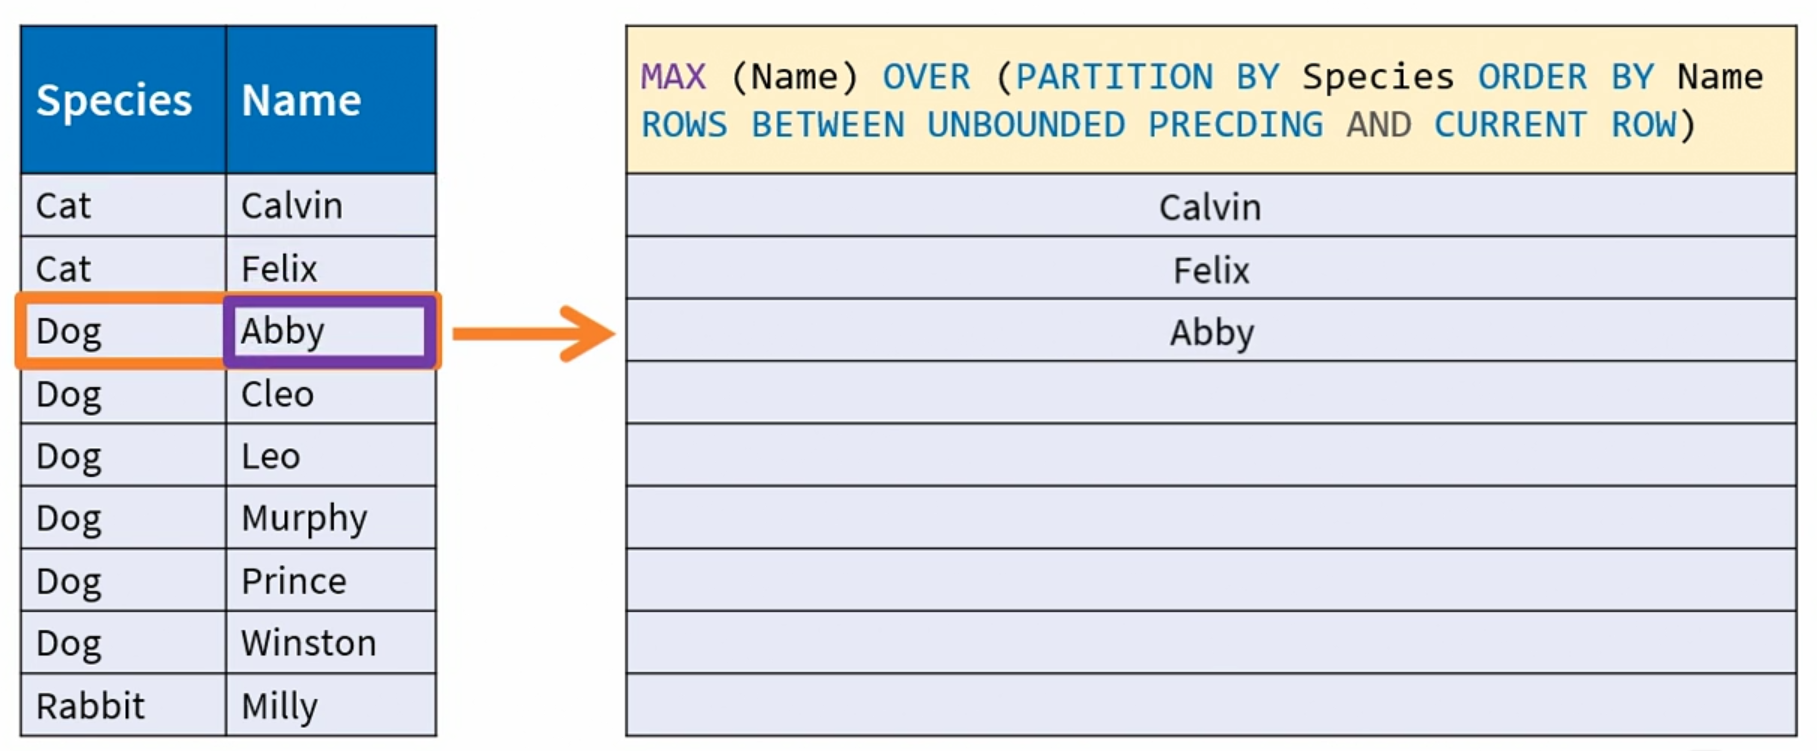 Species Name
MAX (Name) OVER (PARTITION BY Species ORDER BY Name
ROWS BETWEEN UNBOUNDED PRECDING AND CURRENT ROW)
Cat Calvin Calvin
Cat Felix Felix
Dog Abby Abby
Dog Cleo
Dog Leo
Dog Murphy
Dog Prince
Dog Winston
Rabbit Milly